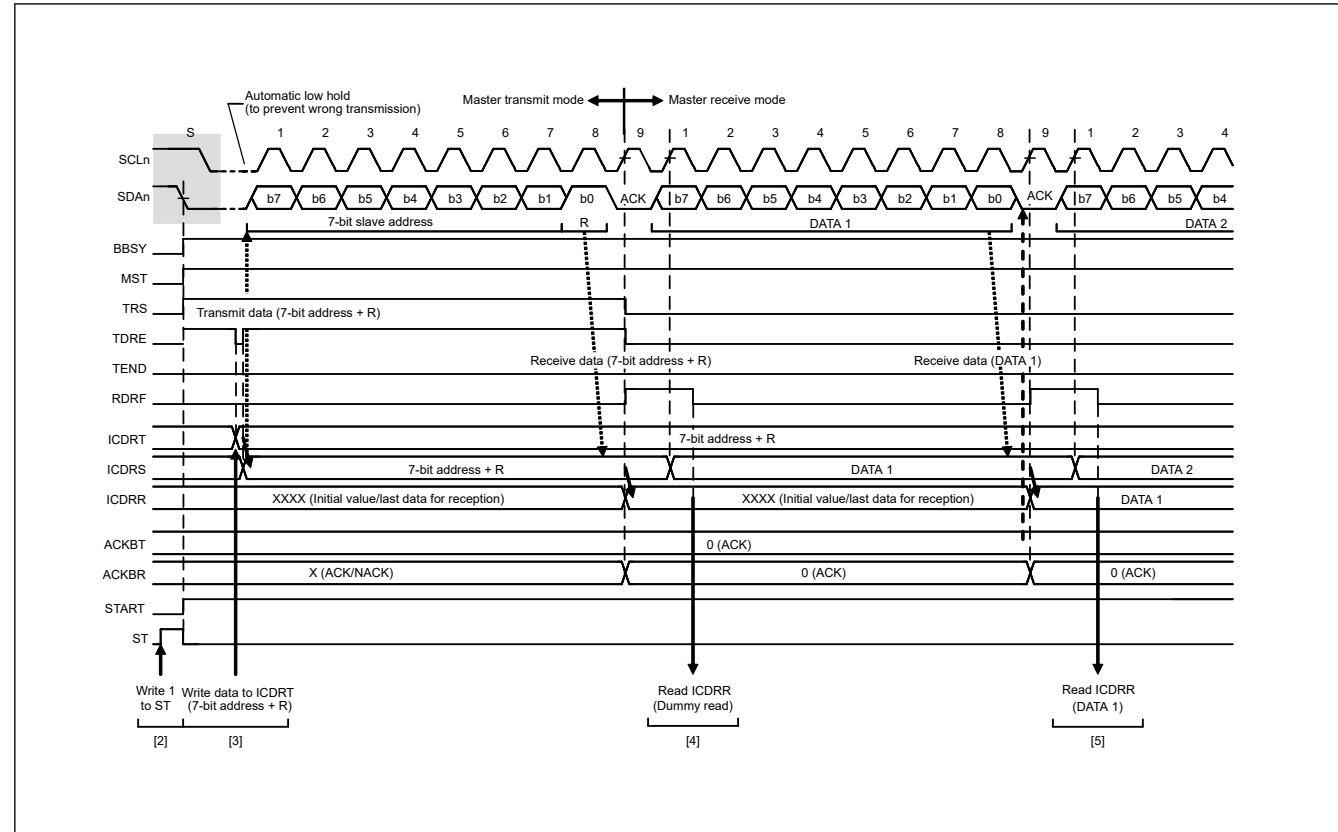 Automatic low hold
(to prevent wrong transmission)
Master transmit mode
Master receive mode
S 1 2 3 4 5 6 7 8 9 1 2 3 4 5 6 7 8 9 1 2 3 4
SCLn
SDAn b7 b6 b5 b4 b3 b2 b1 b0 ACK b7 b6 b5 b4 b3 b2 b1 b0 ACK b7 b6 b5 b4
7-bit slave address R DATA 1 DATA 2
BBSY
MST
TRS
Transmit data (7-bit address + R)
TDRE
Receive data (7-bit address + R) Receive data (DATA 1)
TEND
RDRF
ICDRT 7-bit address + R
ICDRS 7-bit address + R DATA 1 DATA 2
ICDRR XXXX (Initial value/last data for reception) XXXX (Initial value/last data for reception) DATA 1
ACKBT 0 (ACK)
ACKBR X (ACK/NACK) 0 (ACK) 0 (ACK)
START
ST
Write 1
to ST
Write data to ICDRT
(7-bit address + R)
Read ICDRR
(Dummy read)
Read ICDRR
(DATA 1)
[2] [3] [4] [5]